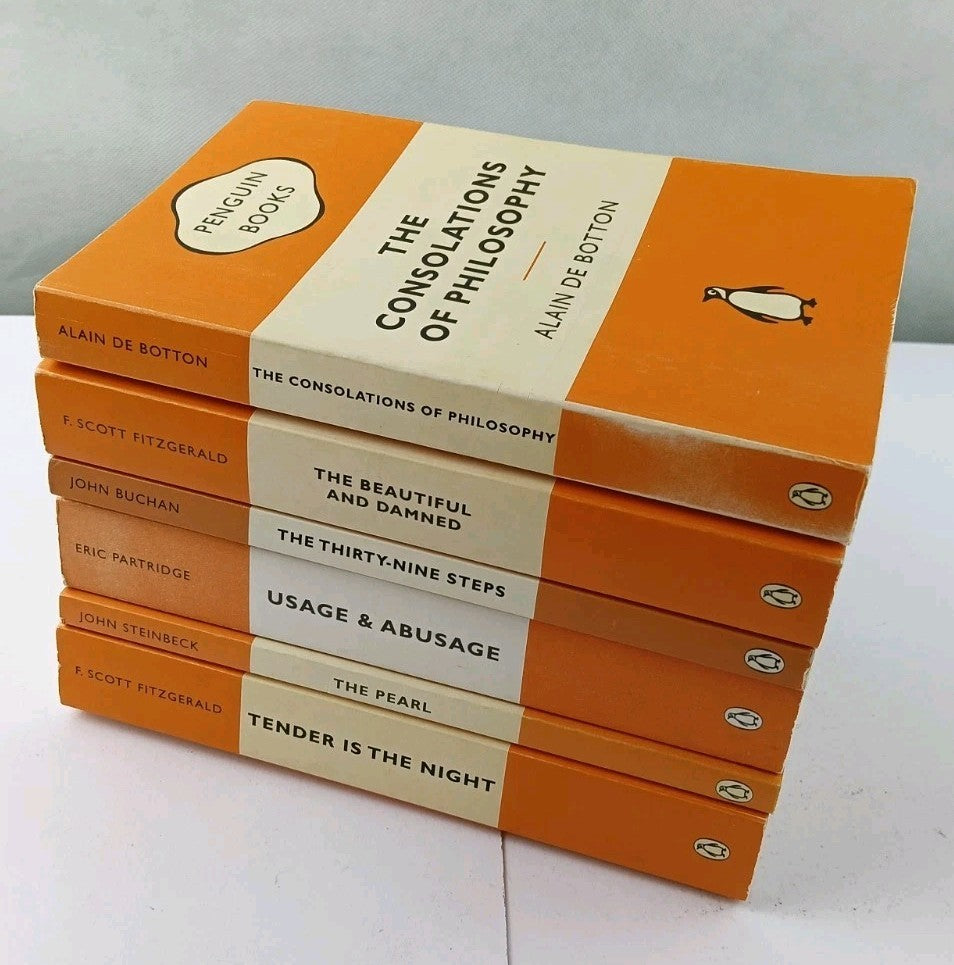 PENGUIN
BOOKS
THE
CONSOLATIONS
OF PHILOSOPHY
ALAIN DE BOTTON
ALAIN DE BOTTON
THE CONSOLATIONS OF PHILOSOPHY
F. SCOTT FITZGERALD
THE BEAUTIFUL
AND DAMNED
JOHN BUCHAN
THE THIRTY-NINE STEPS
ERIC PARTRIDGE
USAGE & ABUSAGE
JOHN STEINBECK
THE PEARL
F. SCOTT FITZGERALD
TENDER IS THE NIGHT